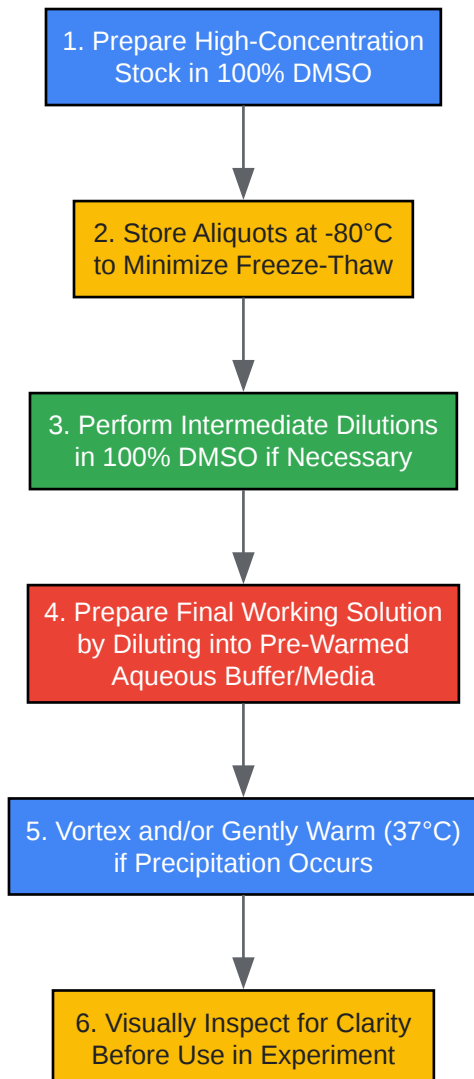 1. Prepare High-Concentration
Stock in 100% DMSO
2. Store Aliquots at -80°C
to Minimize Freeze-Thaw
3. Perform Intermediate Dilutions
in 100% DMSO if Necessary
4. Prepare Final Working Solution
by Diluting into Pre-Warmed
Aqueous Buffer/Media
5. Vortex and/or Gently Warm (37°C)
if Precipitation Occurs
6. Visually Inspect for Clarity
Before Use in Experiment